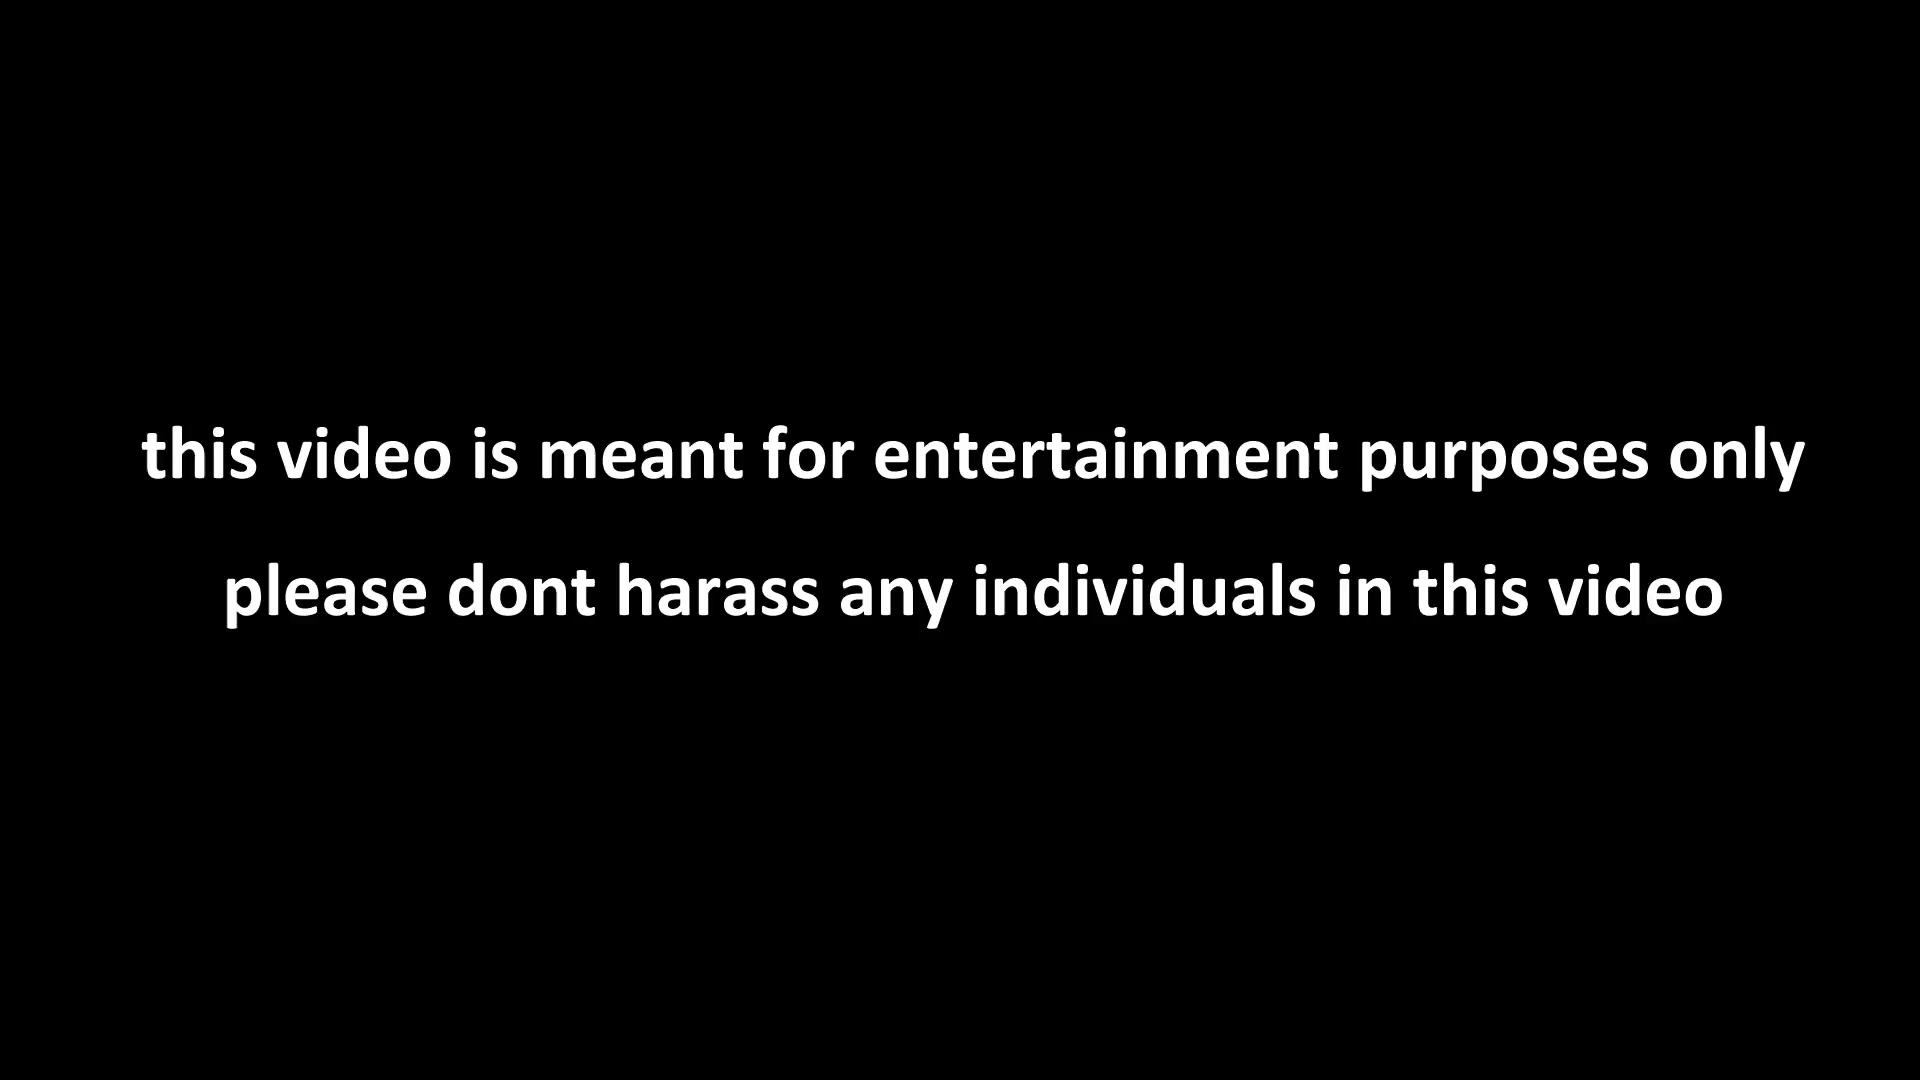 this video is meant for entertainment purposes only
please dont harass any individuals in this video